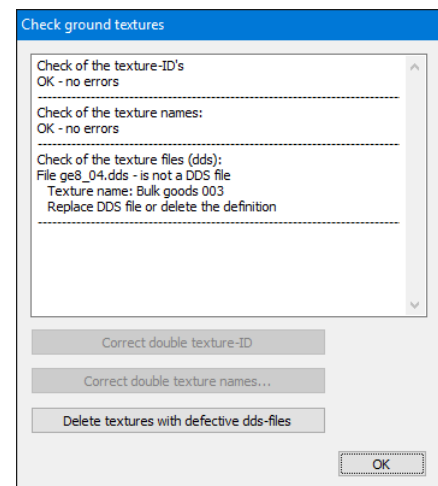 Check ground textures
Check of the texture-ID's
OK - no errors
Check of the texture names:
OK - no errors
Check of the texture files (dds):
File ge8_04.dds - is not a DDS file
Texture name: Bulk goods 003
Replace DDS file or delete the definition
Correct double texture-ID
Correct double texture names...
Delete textures with defective dds-files
OK